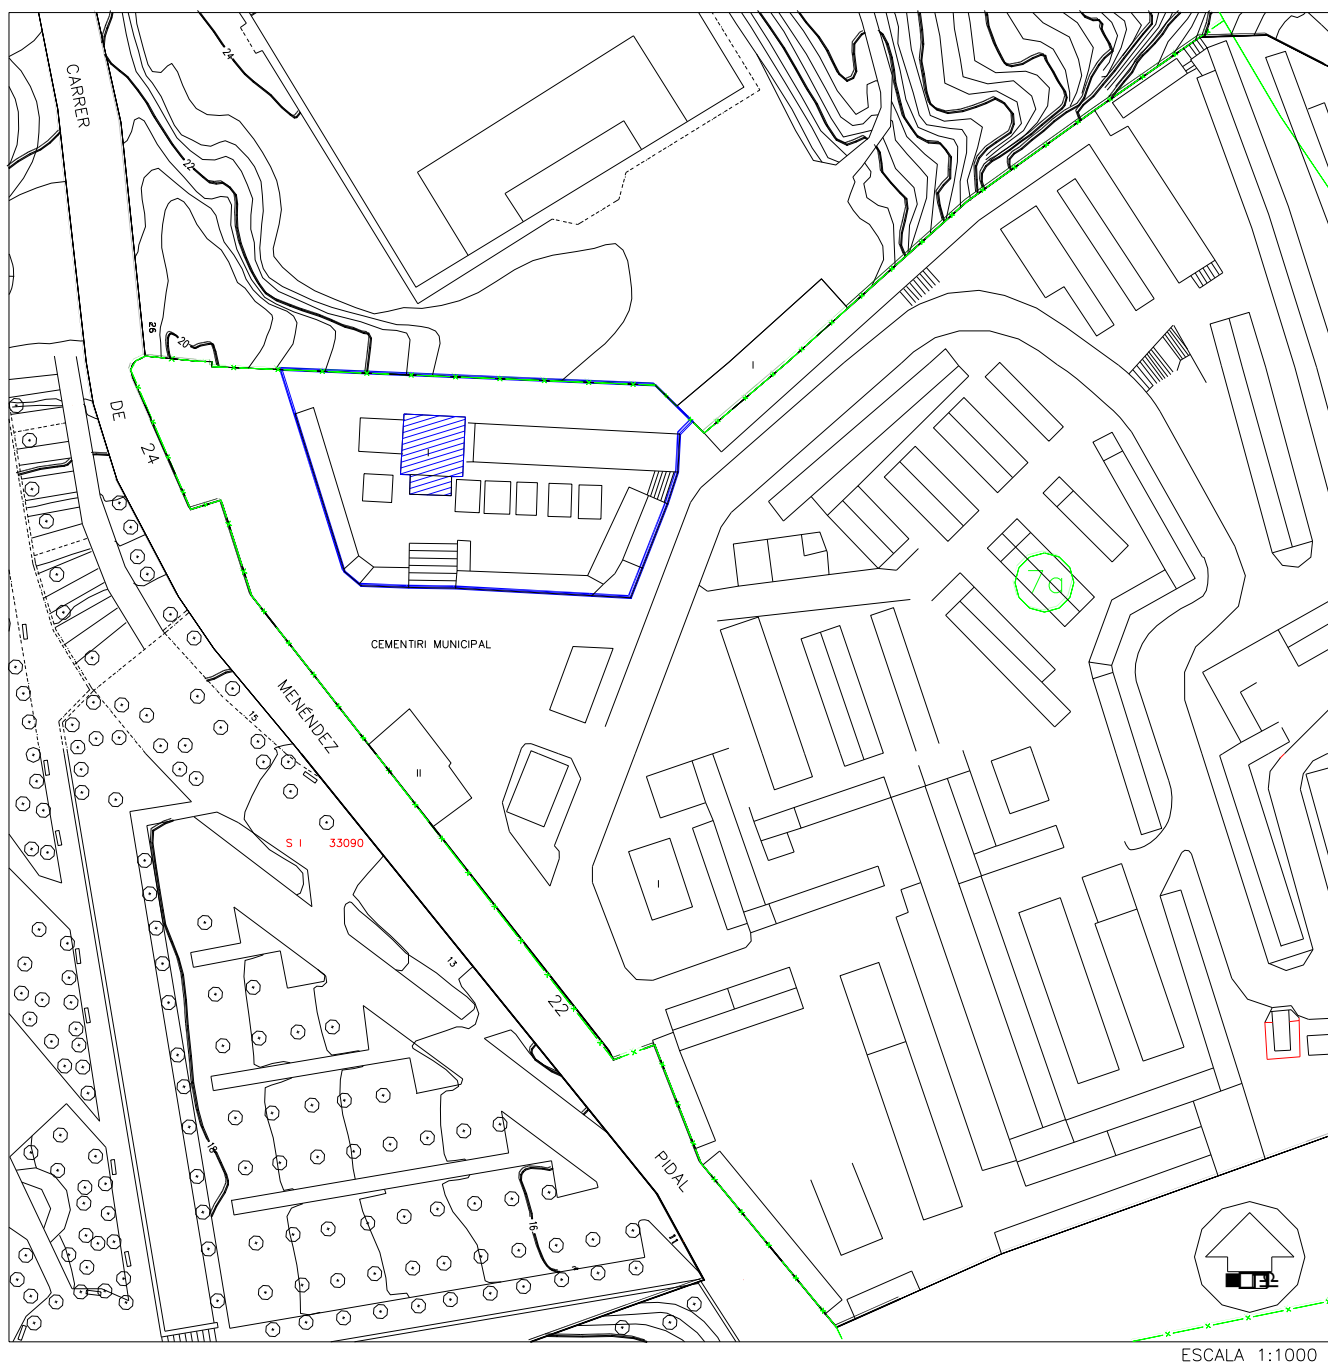 CARRER
24
22
20
26
DE
24
I
I
7a
CEMENTIRI MUNICIPAL
MENÉNDEZ
15
II
S I 33090
I
13
22
18
PIDAL
16
11
ESCALA 1:1000